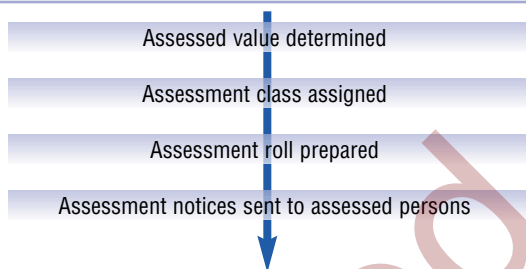 Assessed value determined
Assessment class assigned
Assessment roll prepared
Assessment notices sent to assessed persons